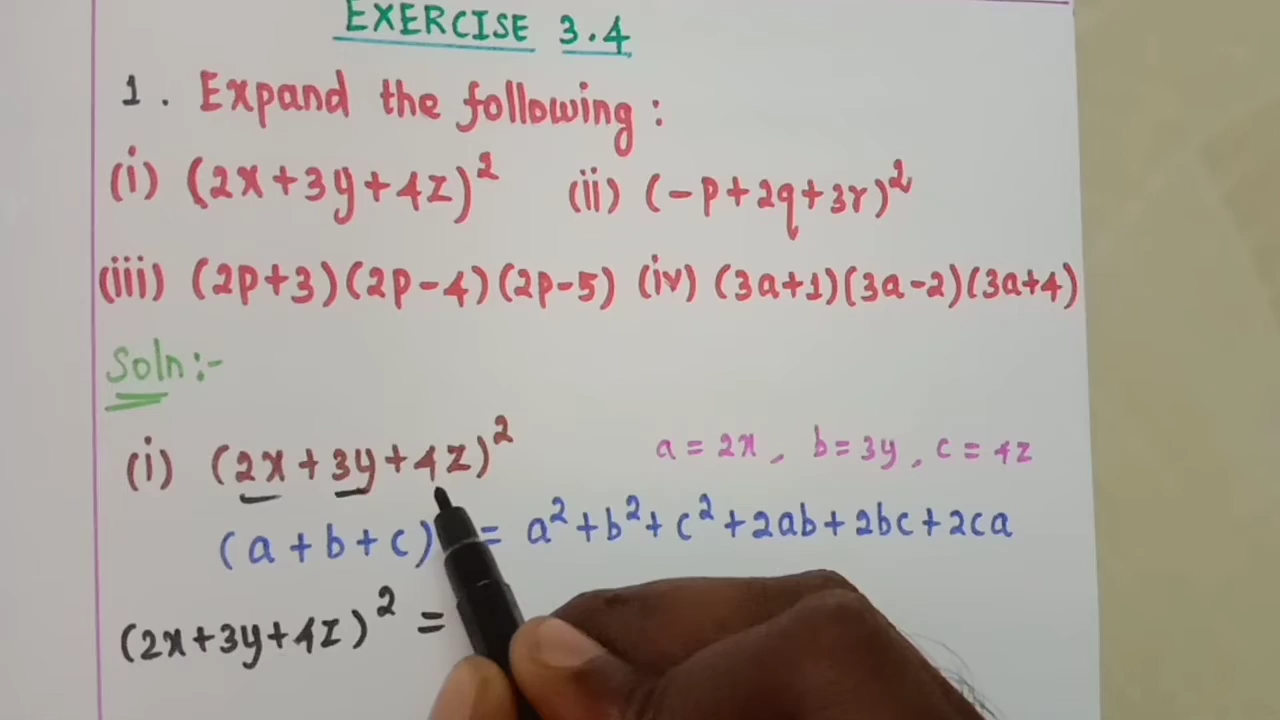 EXERCISE 3.4
1. Expand the following:
(i) (2x+3y+4z)² (ii) (-p+2q+3r)²
(iii) (2p+3)(2p-4)(2p-5) (iv) (3a+1)(3a-2)(3a+4)
Soln:-
(i) (2x+3y+4z)² a=2x, b=3y, c=4z
(a+b+c) = a²+b²+c²+2ab+2bc+2ca
(2x+3y+4z)² =